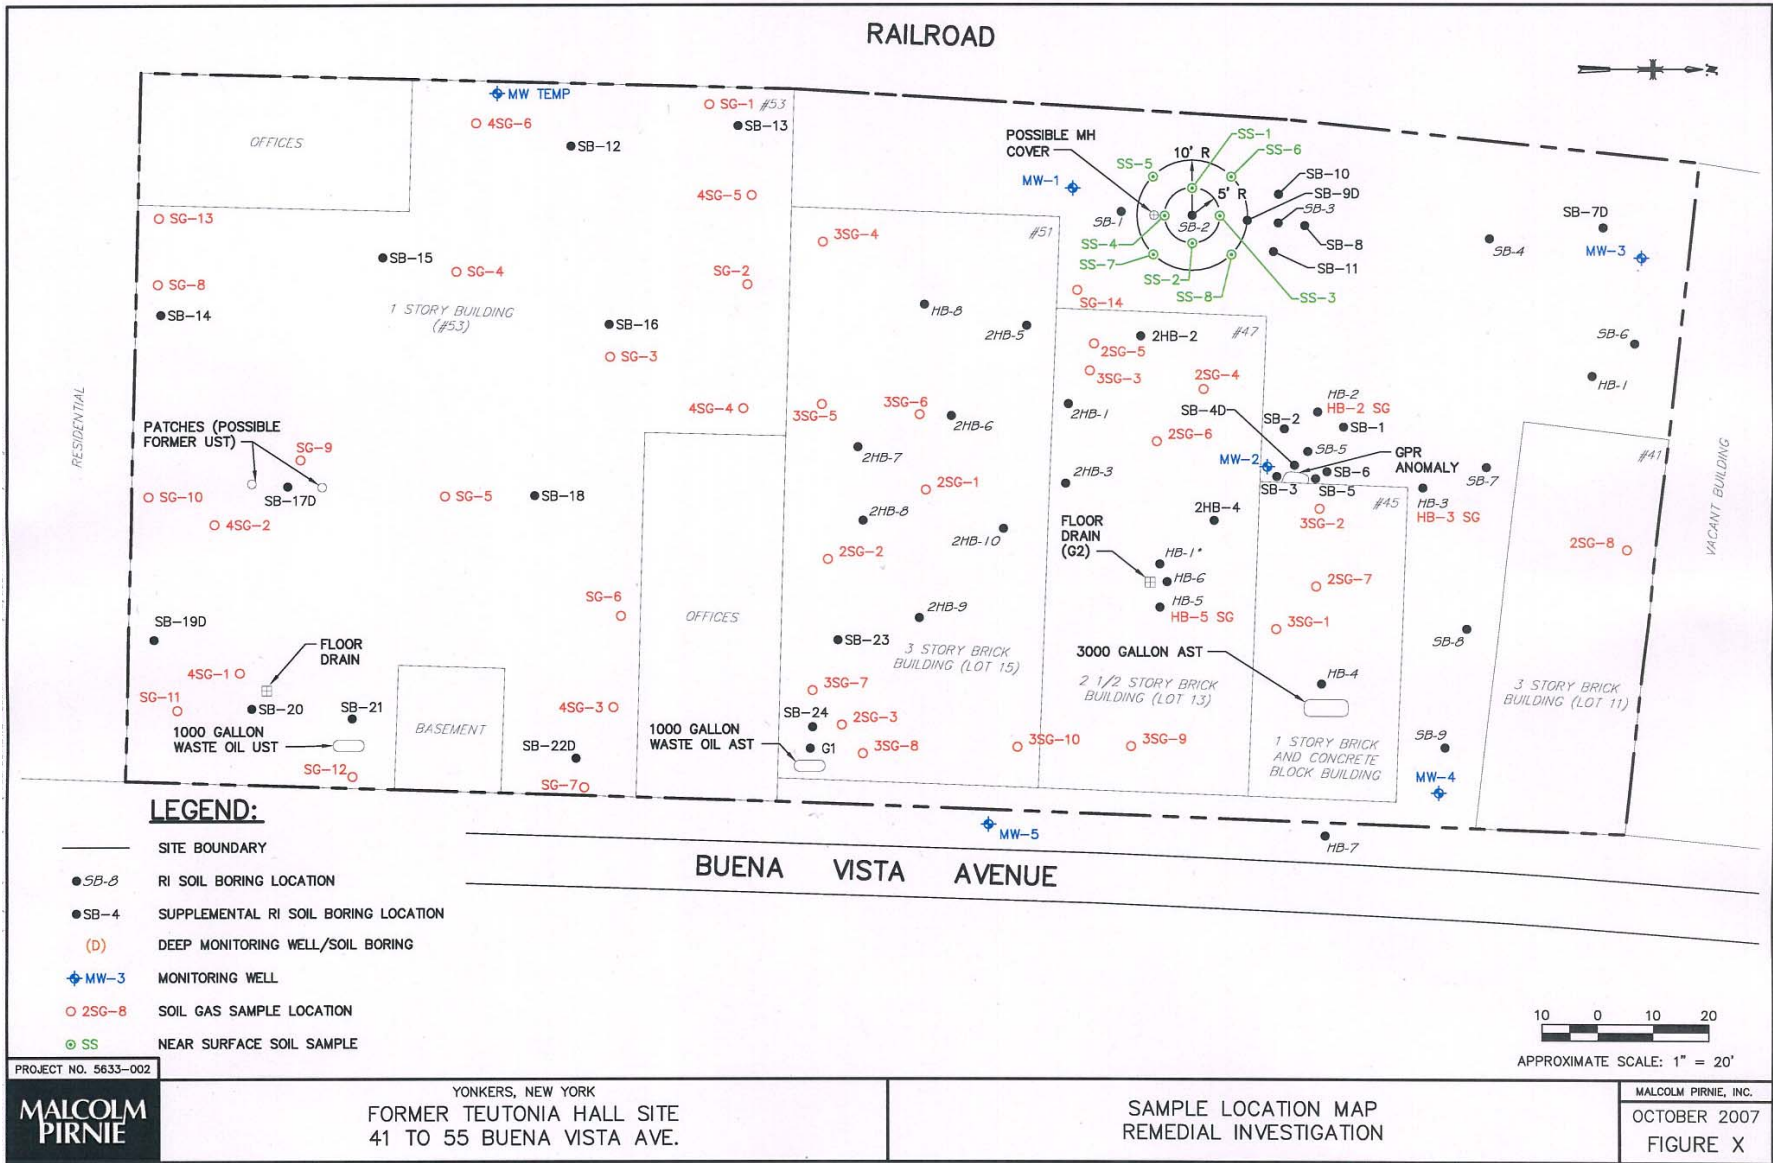 RAILROAD
N
MW TEMP
SG-1
#53
4SG-6
SB-13
SB-12
OFFICES
POSSIBLE MH
COVER
10' R
SS-1
SS-6
SS-5
MW-1
5' R
SB-10
SB-9D
4SG-5
SB-1
SB-2
SB-3
SB-7D
SG-13
#51
SS-4
SB-8
3SG-4
SB-4
MW-3
SS-7
SB-11
SB-15
SG-4
SG-2
SS-2
SG-8
SS-8
SS-3
SG-14
1 STORY BUILDING
(#53)
HB-8
SB-14
SB-16
2HB-5
2HB-2
#47
SB-6
SG-3
2SG-5
3SG-3
2SG-4
HB-1
HB-2
HB-2 SG
4SG-4
3SG-5
3SG-6
2HB-1
SB-4D
SB-2
SB-1
2HB-6
RESIDENTIAL
PATCHES (POSSIBLE
FORMER UST)
2SG-6
SB-5
GPR
ANOMALY
SG-9
2HB-7
MW-2
SB-6
SB-7
#41
VACANT BUILDING
2HB-3
SB-3
SB-5
HB-3
HB-3 SG
SG-10
SB-17D
SG-5
SB-18
2SG-1
#45
4SG-2
2HB-8
2HB-10
FLOOR
DRAIN
(G2)
2HB-4
3SG-2
2SG-8
2SG-2
HB-1*
HB-6
2SG-7
HB-5
HB-5 SG
SG-6
OFFICES
2HB-9
SB-19D
SB-23
3SG-1
SB-8
FLOOR
DRAIN
3 STORY BRICK
BUILDING (LOT 15)
3000 GALLON AST
4SG-1
HB-4
2 1/2 STORY BRICK
BUILDING (LOT 13)
3 STORY BRICK
BUILDING (LOT 11)
3SG-7
SG-11
SB-20
SB-21
4SG-3
SB-24
2SG-3
BASEMENT
1000 GALLON
WASTE OIL UST
SB-22D
1000 GALLON
WASTE OIL AST
G1
3SG-8
3SG-10
3SG-9
1 STORY BRICK
AND CONCRETE
BLOCK BUILDING
SB-9
SG-12
SG-7
MW-4
MW-5
HB-7
BUENA VISTA AVENUE
LEGEND:
SITE BOUNDARY
SB-8 RI SOIL BORING LOCATION
SB-4 SUPPLEMENTAL RI SOIL BORING LOCATION
(D) DEEP MONITORING WELL/SOIL BORING
MW-3 MONITORING WELL
2SG-8 SOIL GAS SAMPLE LOCATION
SS NEAR SURFACE SOIL SAMPLE
10 0 10 20
APPROXIMATE SCALE: 1" = 20'
PROJECT NO. 5633-002
MALCOLM
PIRNIE
YONKERS, NEW YORK
FORMER TEUTONIA HALL SITE
41 TO 55 BUENA VISTA AVE.
SAMPLE LOCATION MAP
REMEDIAL INVESTIGATION
MALCOLM PIRNIE, INC.
OCTOBER 2007
FIGURE X